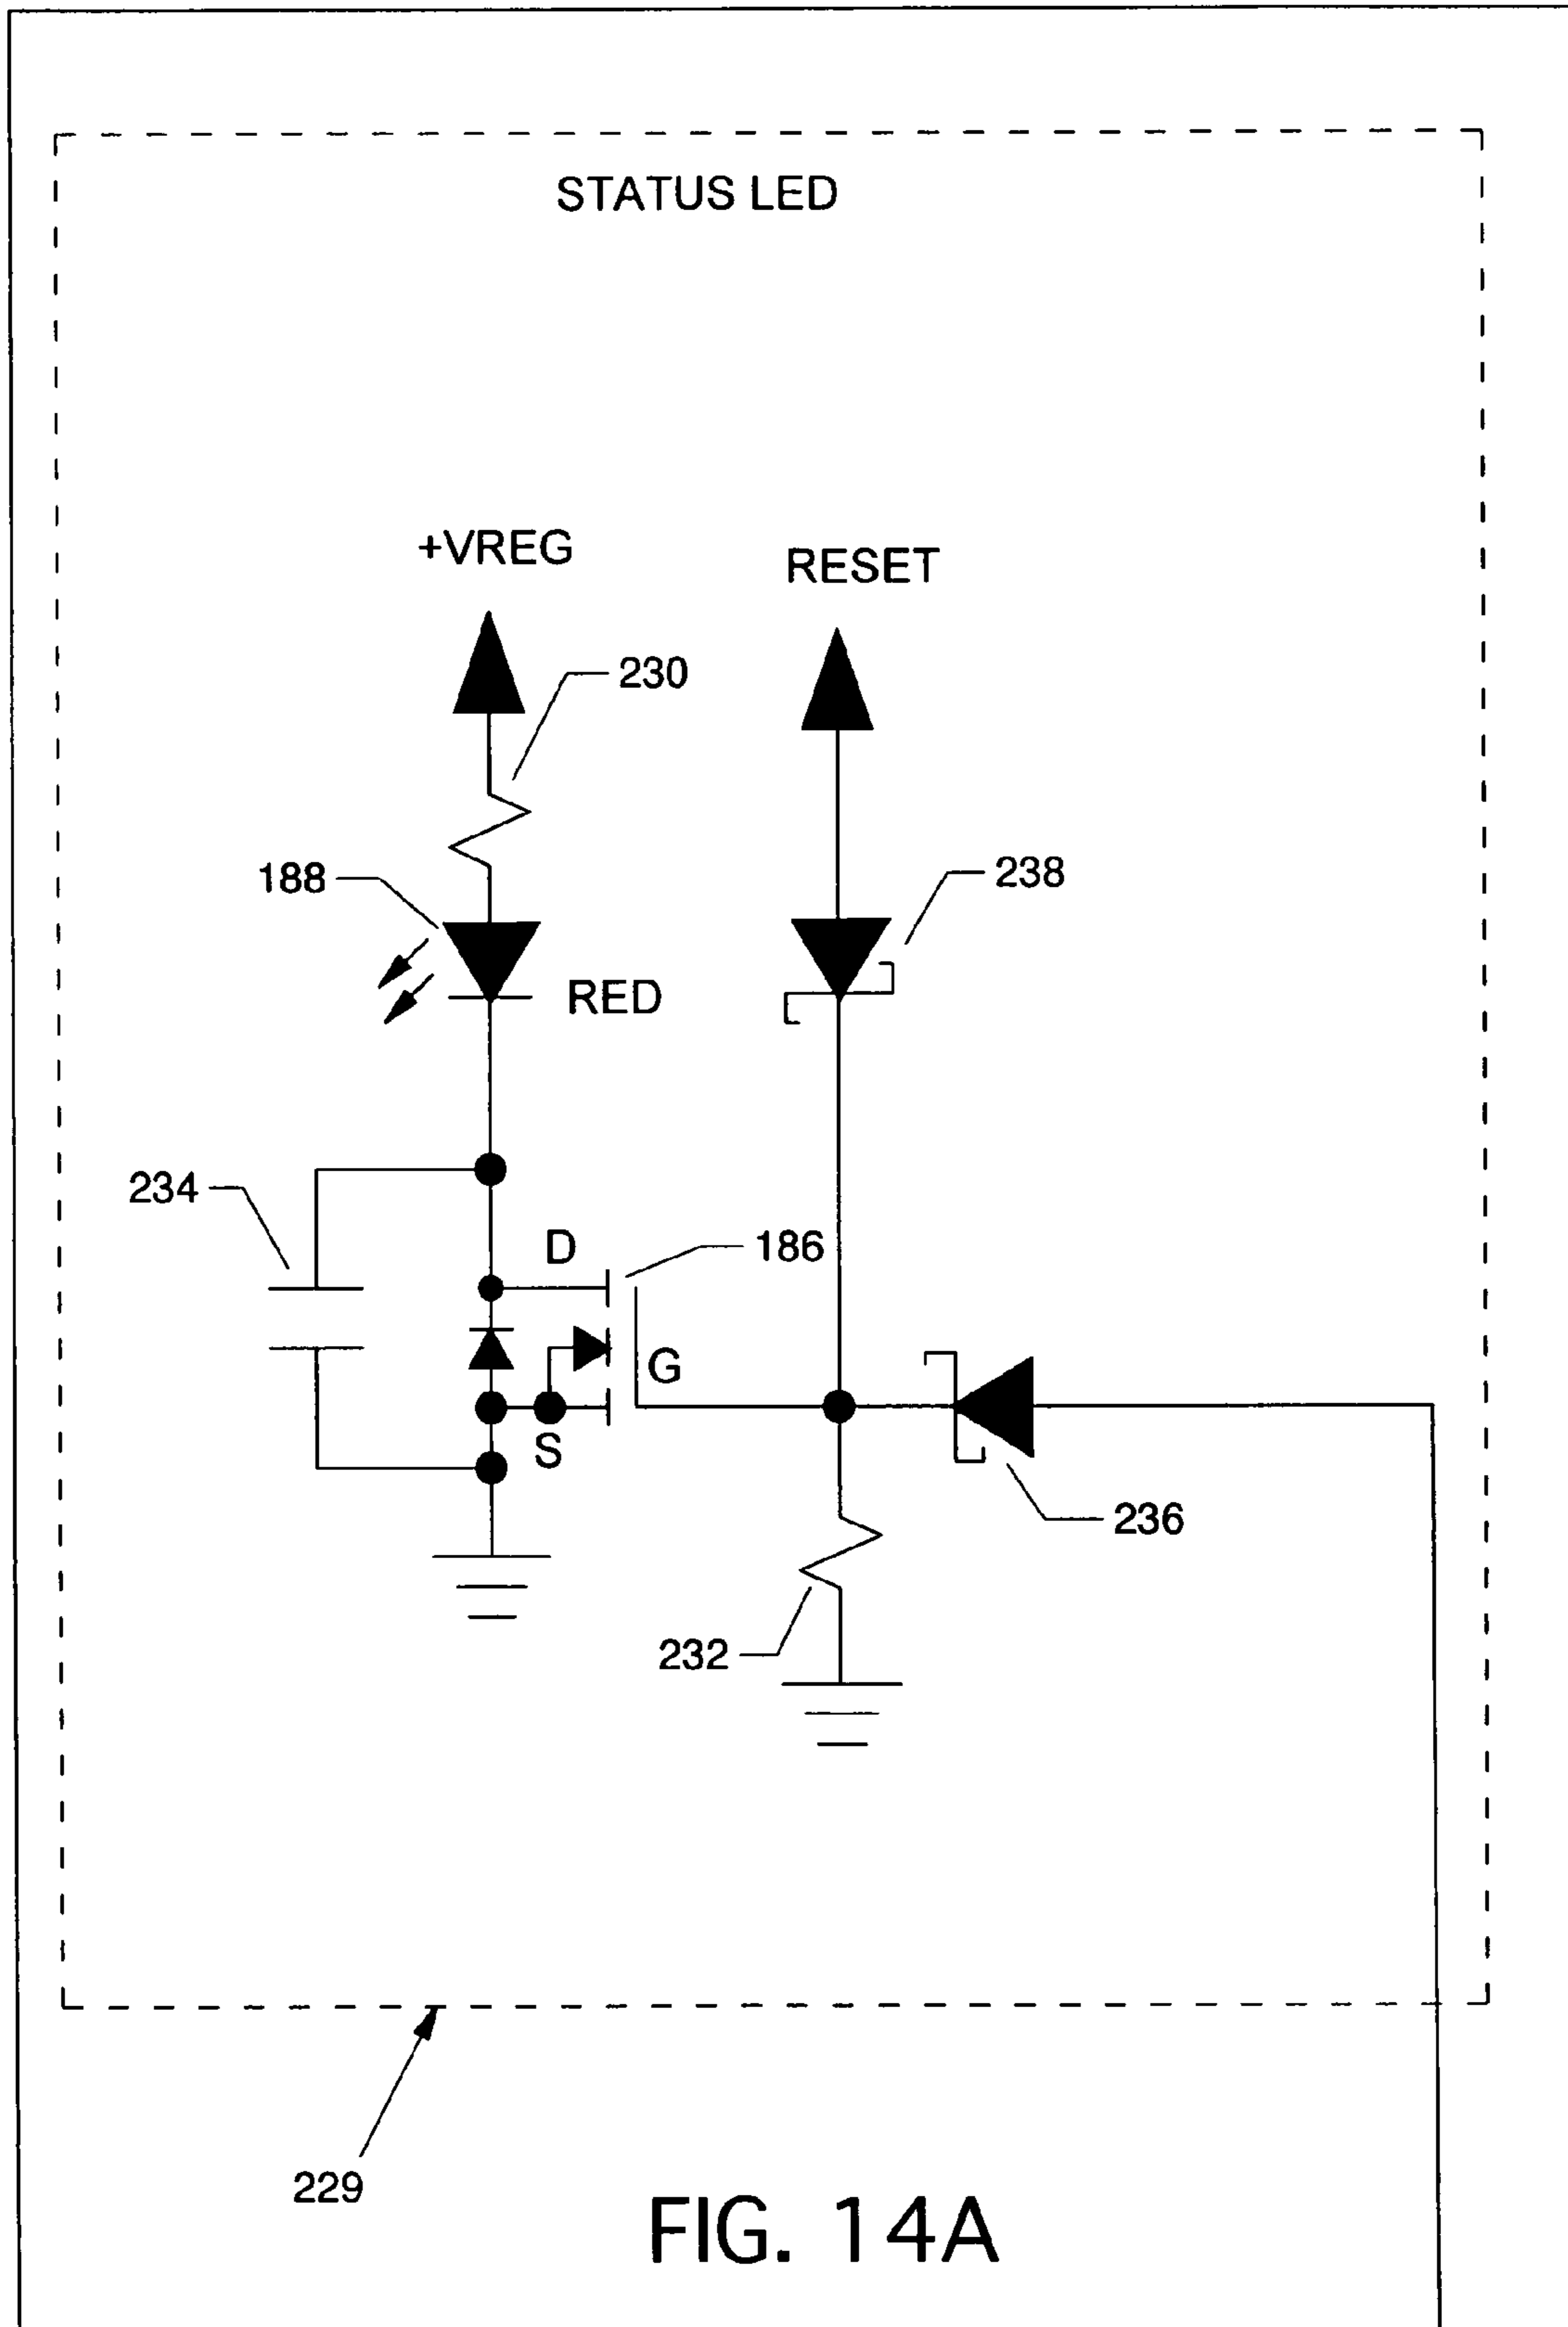 STATUS LED
+VREG
RESET
230
188
238
RED
234
D
186
G
S
236
232
229
FIG. 14A